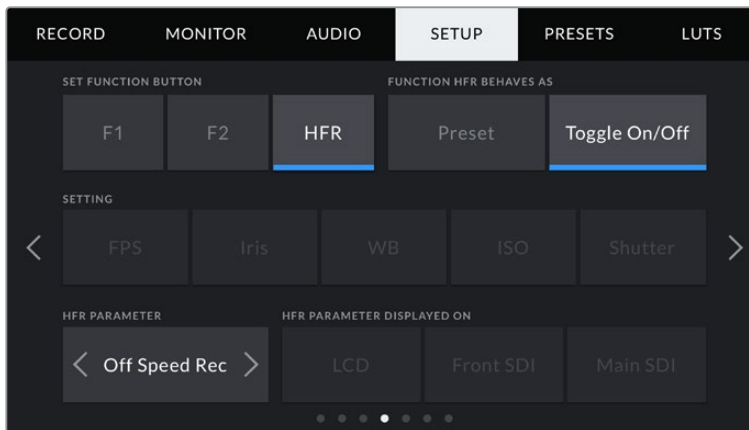 RECORD MONITOR AUDIO SETUP PRESETS LUTS
SET FUNCTION BUTTON FUNCTION HFR BEHAVES AS
F1 F2 HFR Preset Toggle On/Off
SETTING
FPS Iris WB ISO Shutter
HFR PARAMETER HFR PARAMETER DISPLAYED ON
Off Speed Rec LCD Front SDI Main SDI